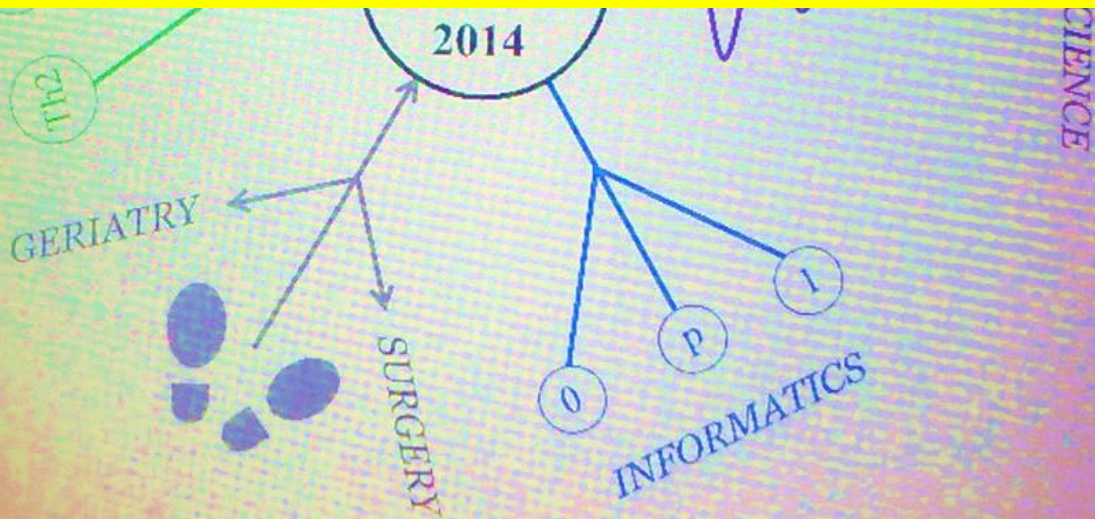 2014
Th2
CIENCE
GERIATRY
SURGERY
1
P
0
INFORMATICS